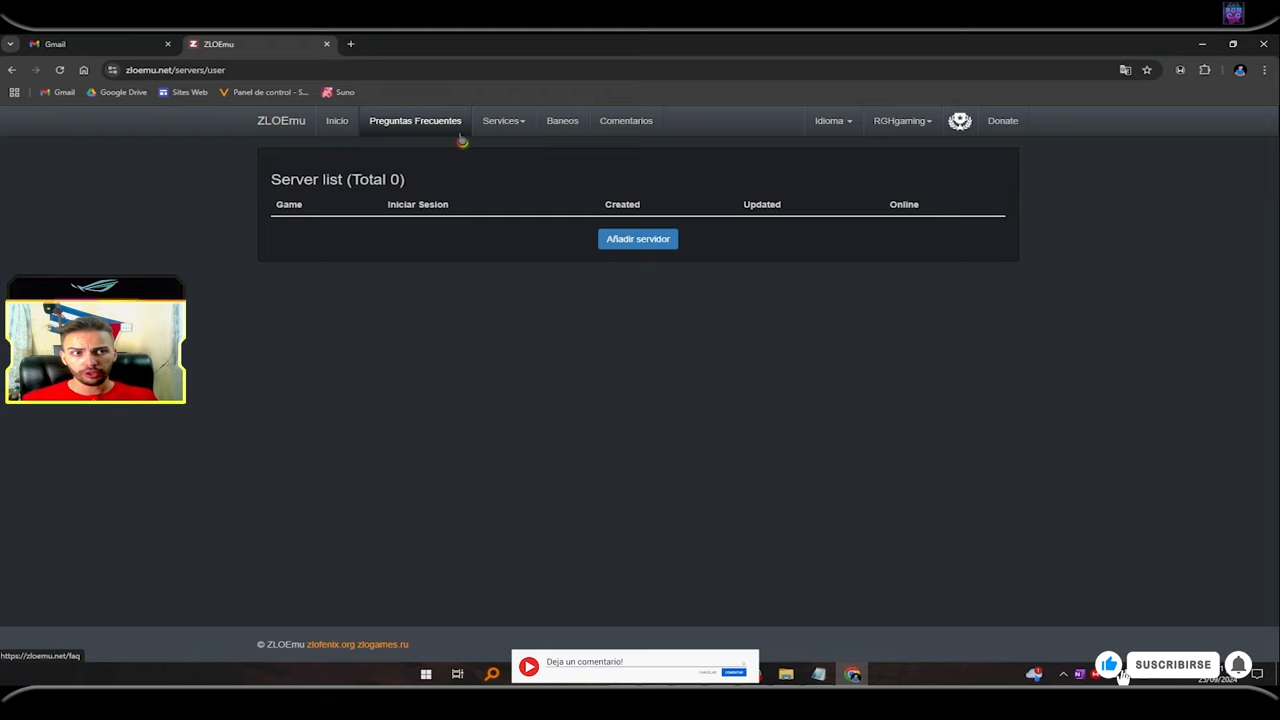 Gmail
ZLOEmu
zloemu.net/servers/user
Gmail
Google Drive
Sites Web
Panel de control - S...
Suno
ZLOEmu
Inicio
Preguntas Frecuentes
Services
Baneos
Comentarios
Idioma
RGHgaming
Donate
Server list (Total 0)
Game
Iniciar Sesion
Created
Updated
Online
Añadir servidor
© ZLOEmu zlofenix.org zlogames.ru
https://zloemu.net/faq
Deja un comentario!
COMENTAR
SUSCRIBIRSE